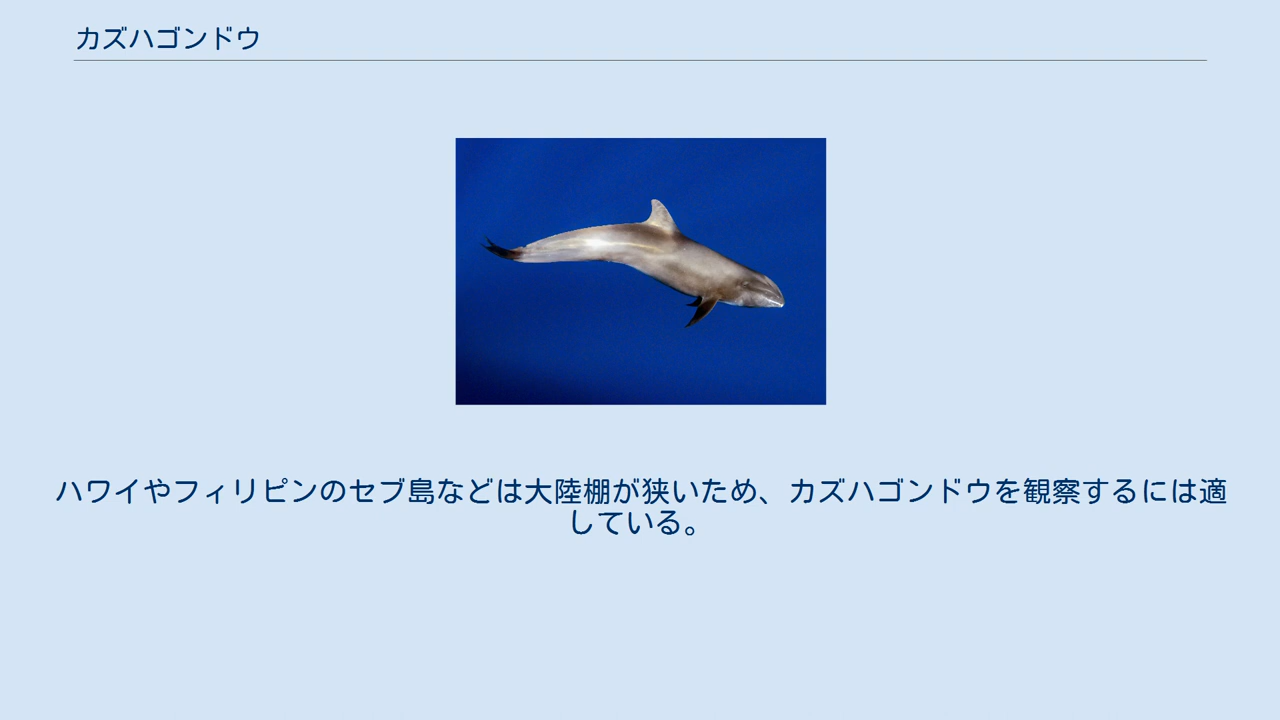 カズハゴンドウ
ハワイやフィリピンのセブ島などは大陸棚が狭いため、カズハゴンドウを観察するには適
している。